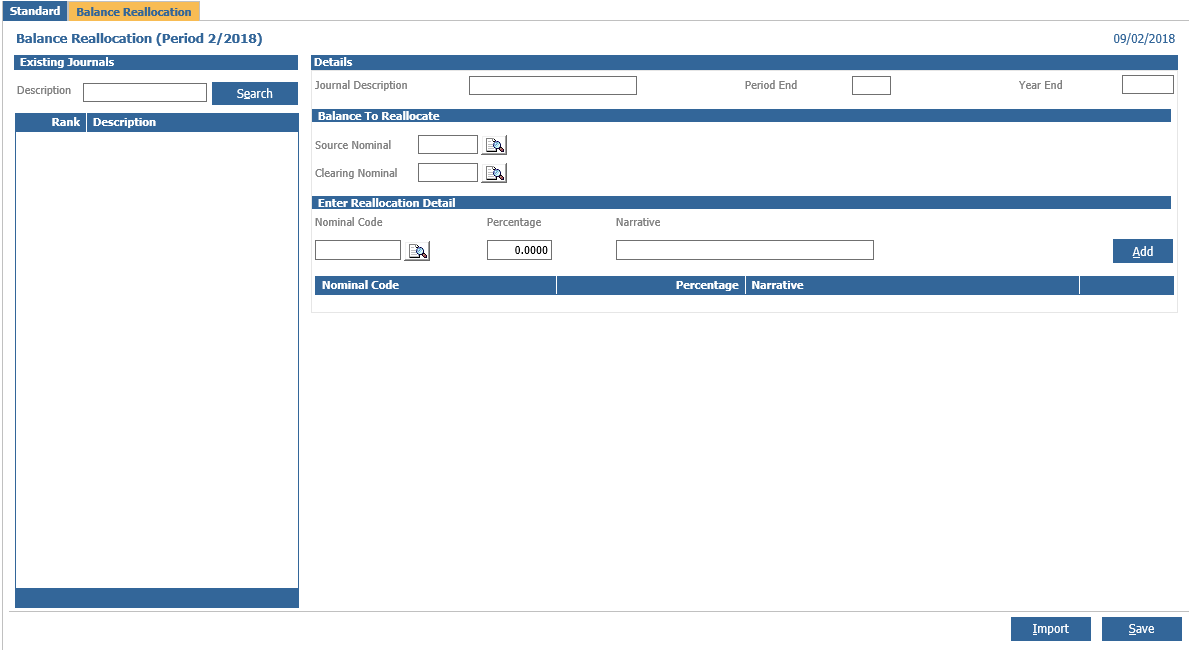 Standard Balance Reallocation
Balance Reallocation (Period 2/2018) 09/02/2018
Existing Journals
Description Search
Rank Description
Details
Journal Description Period End Year End
Balance To Reallocate
Source Nominal
Clearing Nominal
Enter Reallocation Detail
Nominal Code Percentage Narrative
0.0000 Add
Nominal Code Percentage Narrative
Import Save